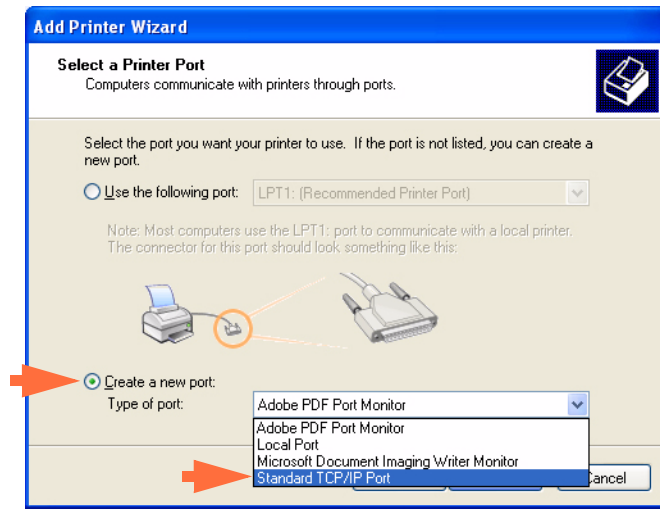 Add Printer Wizard
Select a Printer Port
Computers communicate with printers through ports.
Select the port you want your printer to use. If the port is not listed, you can create a
new port.
Use the following port: LPT1: (Recommended Printer Port)
Note: Most computers use the LPT1: port to communicate with a local printer.
The connector for this port should look something like this:
Create a new port:
Type of port: Adobe PDF Port Monitor
Adobe PDF Port Monitor
Local Port
Microsoft Document Imaging Writer Monitor
Standard TCP/IP Port
Cancel